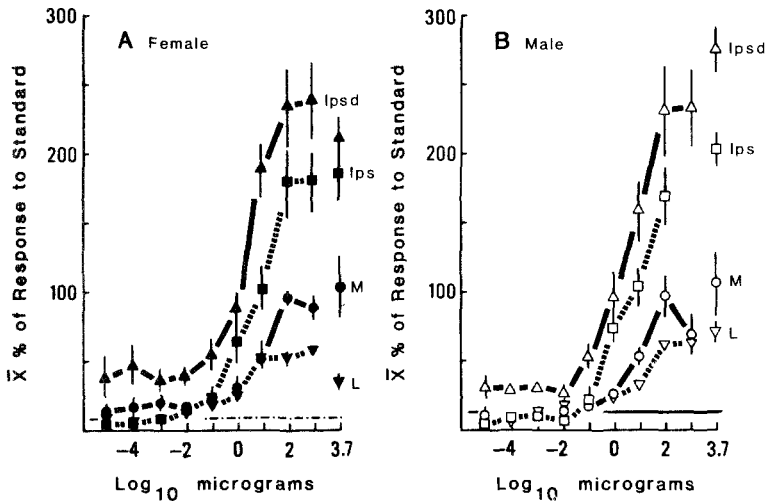 A Female
B Male
X̅ % of Response to Standard
300
200
100
Ipsd
Ips
M
L
-4 -2 0 2 3.7
Log10 micrograms
X̅ % of Response to Standard
300
200
100
Ipsd
Ips
M
L
-4 -2 0 2 3.7
Log10 micrograms